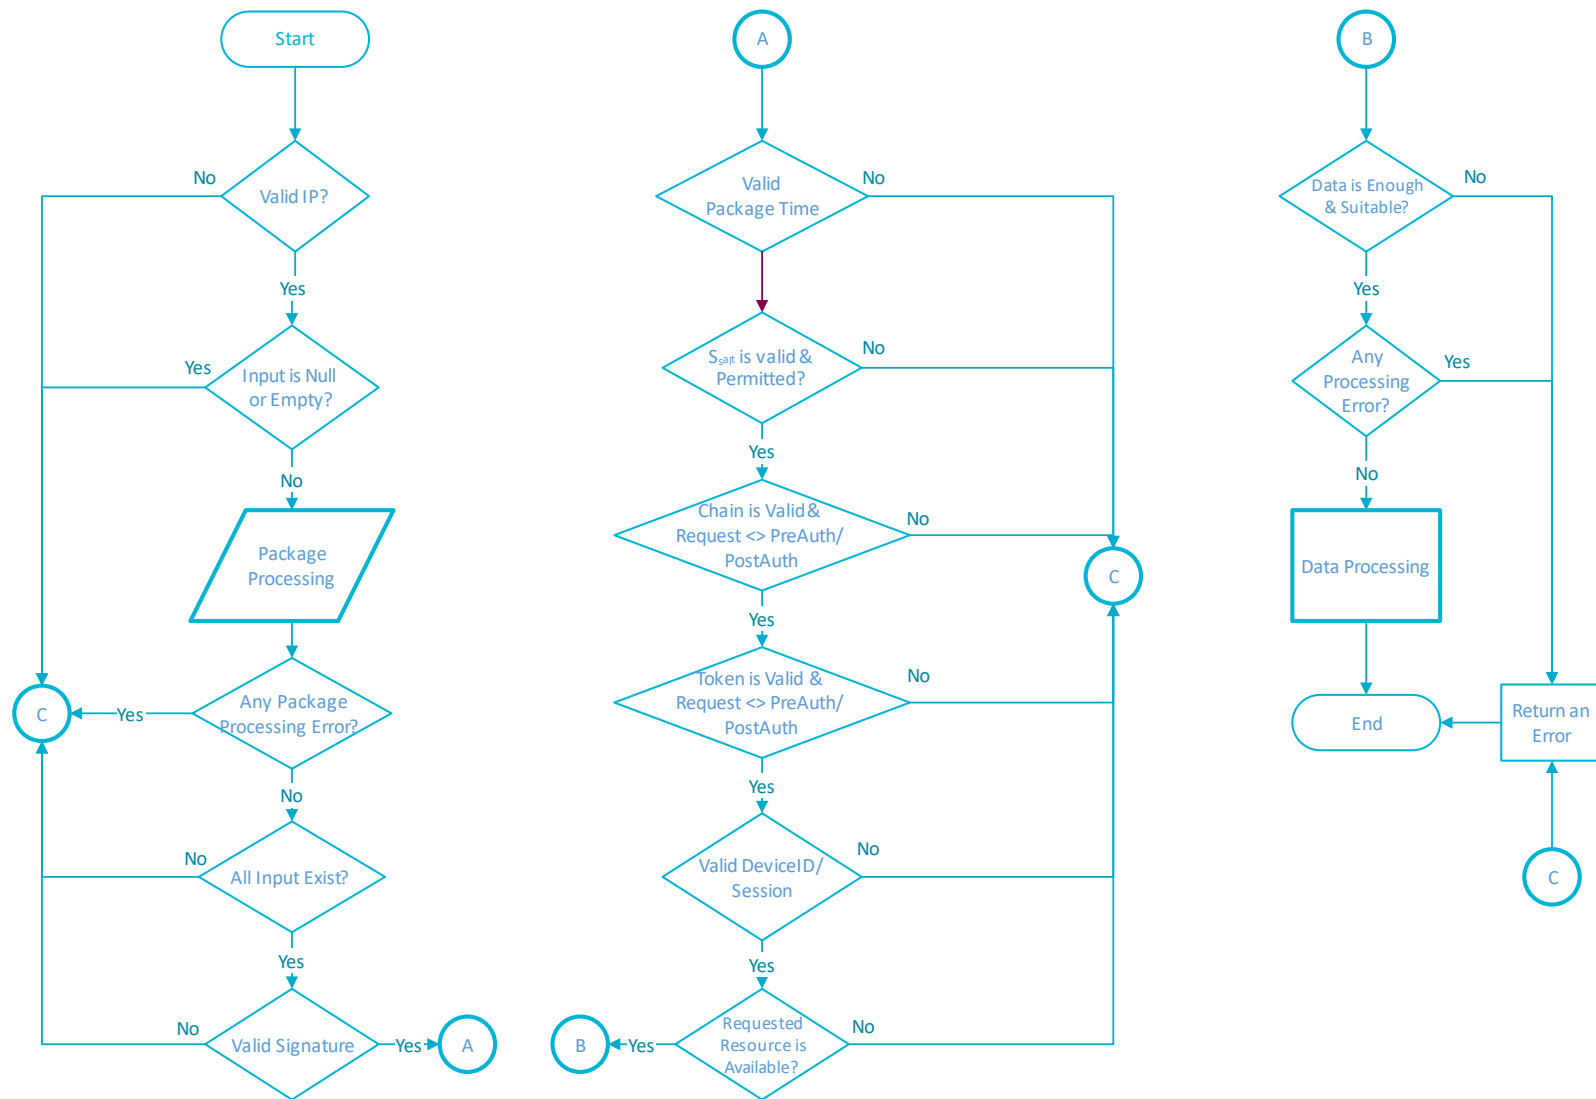 Start
No
Valid IP?
Yes
Yes
Input is Null
or Empty?
No
Package
Processing
C
Yes
Any Package
Processing Error?
No
No
All Input Exist?
Yes
No
Valid Signature
Yes
A
A
Valid
Package Time
No
is valid &
Permitted?
No
Yes
Chain is Valid&
Request <> PreAuth/
PostAuth
No
Yes
Token is Valid &
Request <> PreAuth/
PostAuth
No
C
Yes
Valid DeviceID/
Session
No
Yes
Requested
Resource is
Available?
No
Yes
B
B
Data is Enough
& Suitable?
No
Yes
Any
Processing
Error?
Yes
No
Data Processing
End
Return an
Error
C